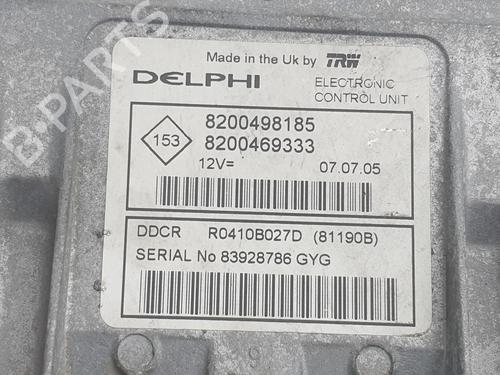 Made in the Uk by TRW
DELPHI
ELECTRONIC
CONTROL UNIT
153
8200498185
8200469333
12V=
07.07.05
DDCR R0410B027D (81190B)
SERIAL No 83928786 GYG
B-PARTS
9